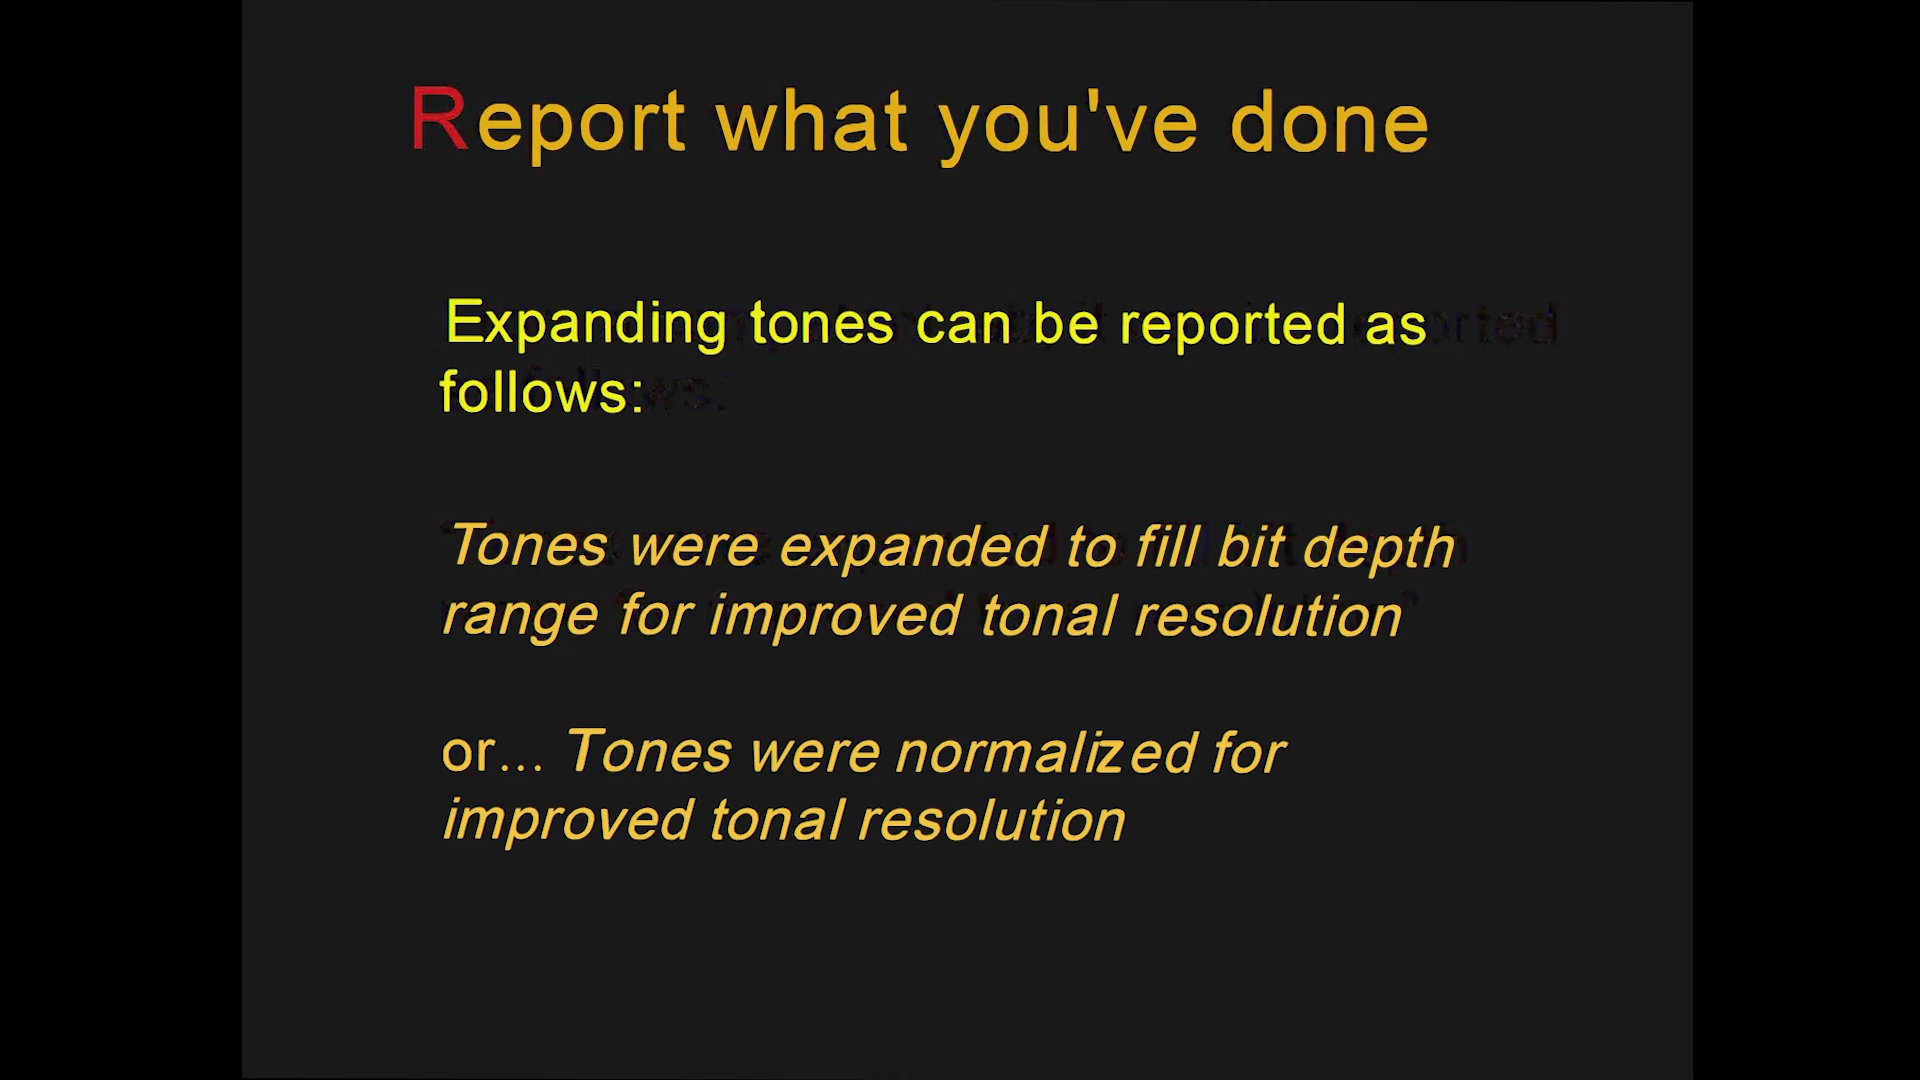 Report what you've done
Expanding tones can be reported as
follows:
Tones were expanded to fill bit depth
range for improved tonal resolution
or... Tones were normalized for
improved tonal resolution